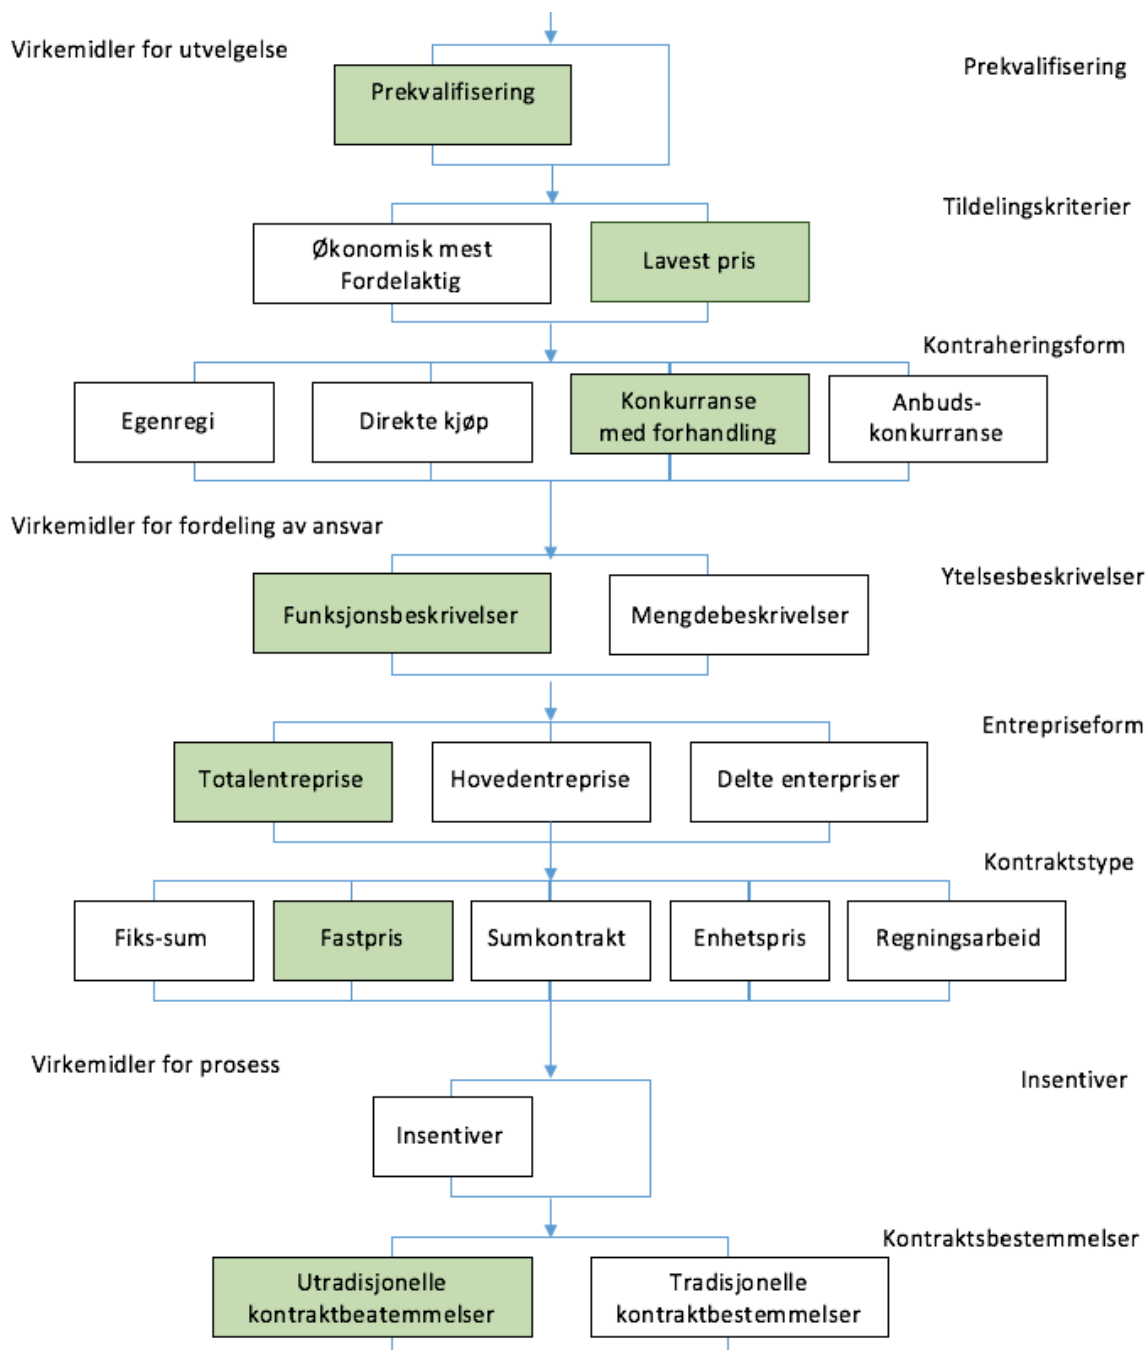 Virkemidler for utvelgelse
Prekvalifisering
Prekvalifisering
Tildelingskriterier
Økonomisk mest
Fordelaktig
Lavest pris
Kontraheringsform
Egenregi
Direkte kjøp
Konkurranse
med forhandling
Anbuds-
konkurranse
Virkemidler for fordeling av ansvar
Ytelsesbeskrivelser
Funksjonsbeskrivelser
Mengdebeskrivelser
Entrepriseform
Totalentreprise
Hovedentreprise
Delte enterpriser
Kontraktstype
Fiks-sum
Fastpris
Sumkontrakt
Enhetspris
Regningsarbeid
Virkemidler for prosess
Insentiver
Insentiver
Kontraktsbestemmelser
Utradisjonelle
kontraktbeatemmelser
Tradisjonelle
kontraktbestemmelser